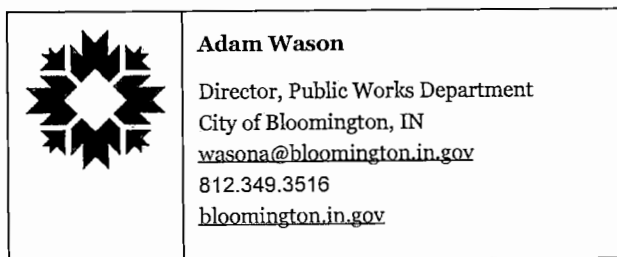 Adam Wason
Director, Public Works Department
City of Bloomington, IN
wasona@bloomington.in.gov
812.349.3516
bloomington.in.gov